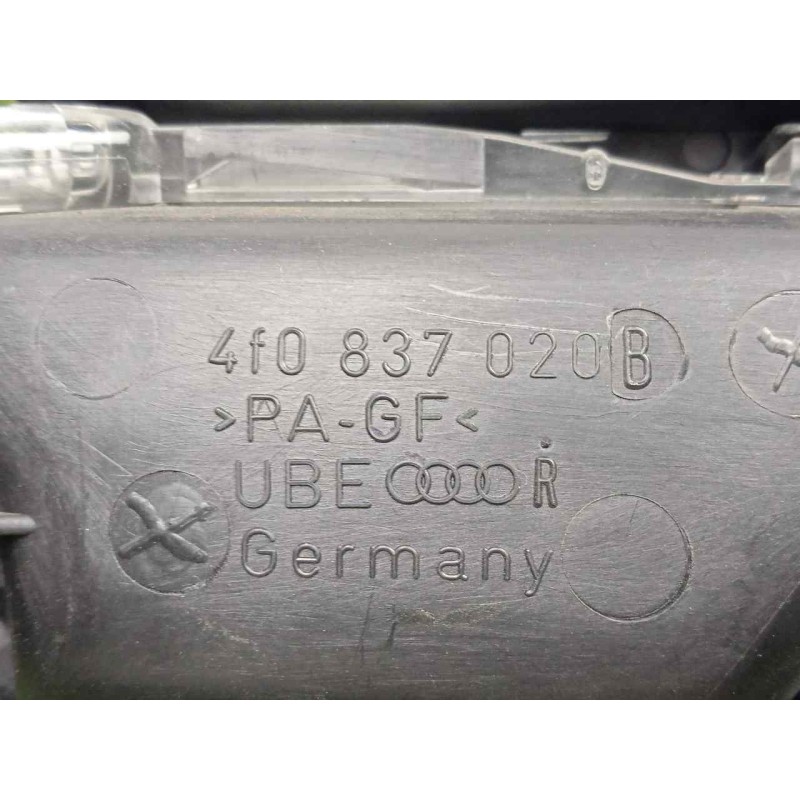 4f0 837 020 B
>PA-GF<
UBE R
Germany